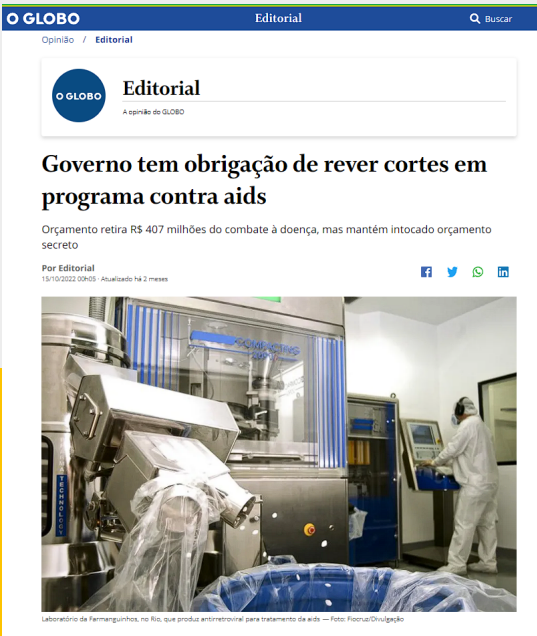 O GLOBO
Editorial
Buscar
Opinião / Editorial
O GLOBO
Editorial
A opinião do GLOBO
Governo tem obrigação de rever cortes em
programa contra aids
Orçamento retira R$ 407 milhões do combate à doença, mas mantém intocado orçamento
secreto
Por Editorial
15/10/2022 00h05 · Atualizado há 2 meses
TECHNOLOGY
Laboratório da Farmanguinhos, no Rio, que produz antirretroviral para tratamento da aids — Foto: Fiocruz/Divulgação